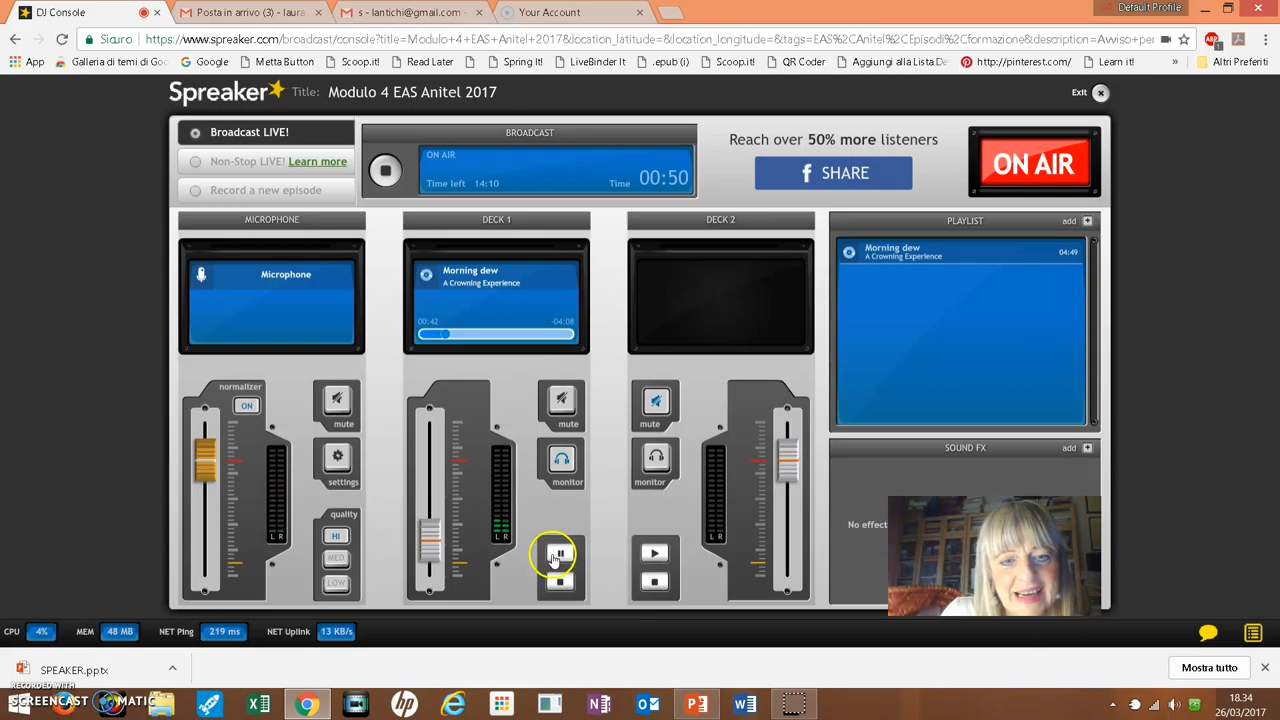 DJ Console
Posta in arrivo (3) - laura
s - lantichi@gmail.com -
Your Account
Default Profile
Sicuro
https://www.spreaker.com/broadcast/console?title=Modulo+4+EAS+Anitel+2017&location_latitude=&location_longitude=&tags=EAS%2CAnitel%2CEpisodi%2Cformazione&description=Avviso+per
App
Galleria di temi di Goo
Google
Metta Button
Scoop.it!
Read Later
Spring It!
LiveBinder It
.epub (i)
Scoop.it!
QR Coder
Aggiungi alla Lista De
http://pinterest.com/
Learn it!
»
Altri Preferiti
Spreaker
Title: Modulo 4 EAS Anitel 2017
Exit
Broadcast LIVE!
Non-Stop LIVE! Learn more
Record a new episode
BROADCAST
ON AIR
Time left 14:10
Time 00:50
Reach over 50% more listeners
f SHARE
ON AIR
MICROPHONE
DECK 1
DECK 2
PLAYLIST
add
Microphone
Morning dew
A Crowning Experience
00:42
-04:08
Morning dew
A Crowning Experience
04:49
normalizer
ON
mute
settings
quality
HI
MED
LOW
L R
mute
monitor
L R
mute
monitor
L R
SOUND FX
add
No effect
CPU 4%
MEM 48 MB
NET Ping 219 ms
NET Uplink 13 KB/s
SPEAKER.pptx
Mostra tutto
RECORDED WITH
SCREENCAST MATIC
18.34
26/03/2017